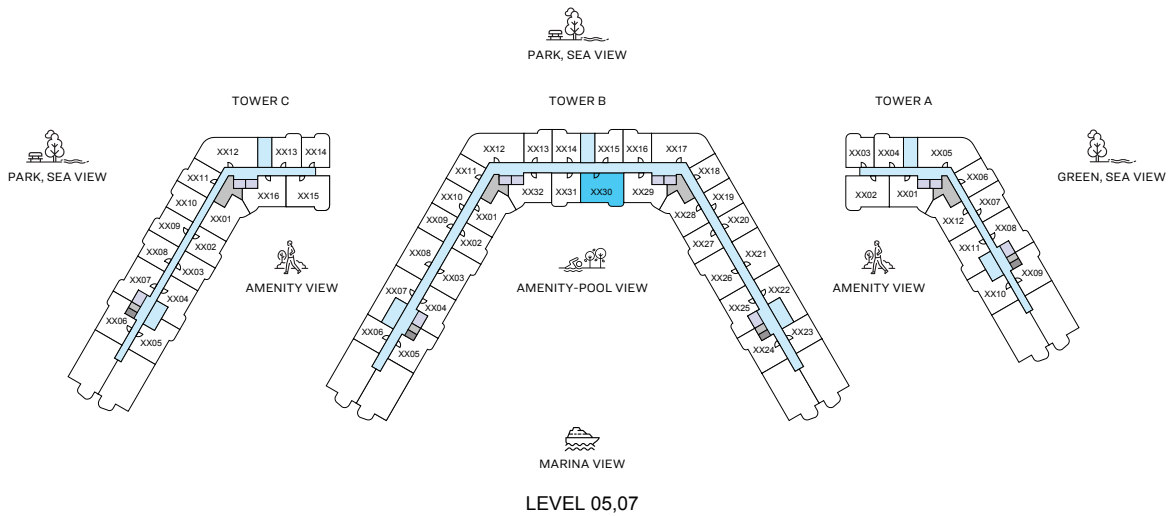 PARK, SEA VIEW
TOWER C
TOWER B
TOWER A
PARK, SEA VIEW
GREEN, SEA VIEW
XX12
XX13
XX14
XX11
XX10
XX09
XX08
XX07
XX06
XX01
XX02
XX03
XX04
XX05
XX16
XX15
XX12
XX13
XX14
XX15
XX16
XX17
XX11
XX10
XX09
XX08
XX07
XX06
XX01
XX02
XX03
XX04
XX05
XX32
XX31
XX30
XX29
XX28
XX27
XX26
XX25
XX24
XX18
XX19
XX20
XX21
XX22
XX23
XX03
XX04
XX05
XX02
XX01
XX06
XX07
XX08
XX09
XX12
XX11
XX10
AMENITY VIEW
AMENITY-POOL VIEW
AMENITY VIEW
MARINA VIEW
LEVEL 05,07